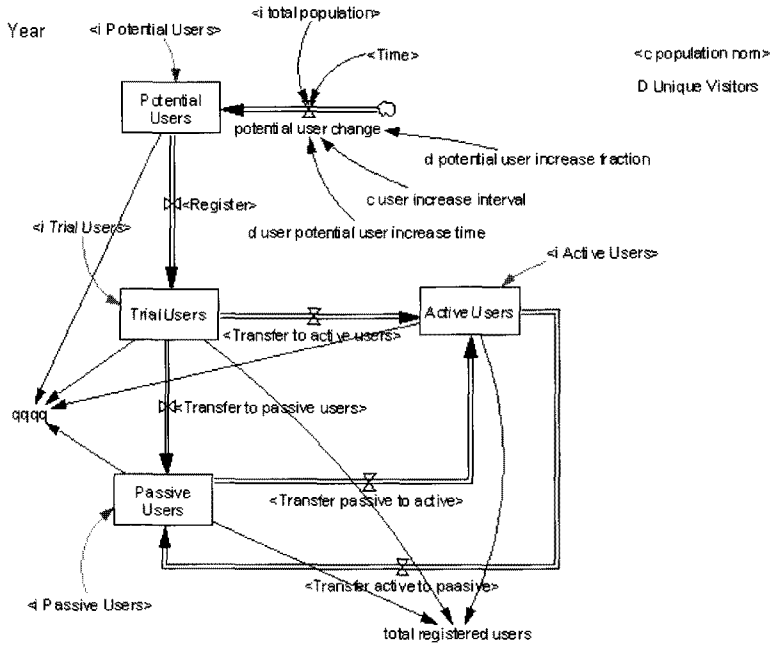 <i total population>
<i Potential Users>
Year
<Time>
<c population nom>
D Unique Visitors
Potential
Users
potential user change
d potential user increase fraction
c user increase interval
<Register>
<i Trial Users>
d user potential user increase time
<i Active Users>
Trial Users
Active Users
<Transfer to active users>
qqqq
<Transfer to passive users>
Passive
Users
<Transfer passive to active>
<Transfer active to paasive>
<i Passive Users>
total registered users